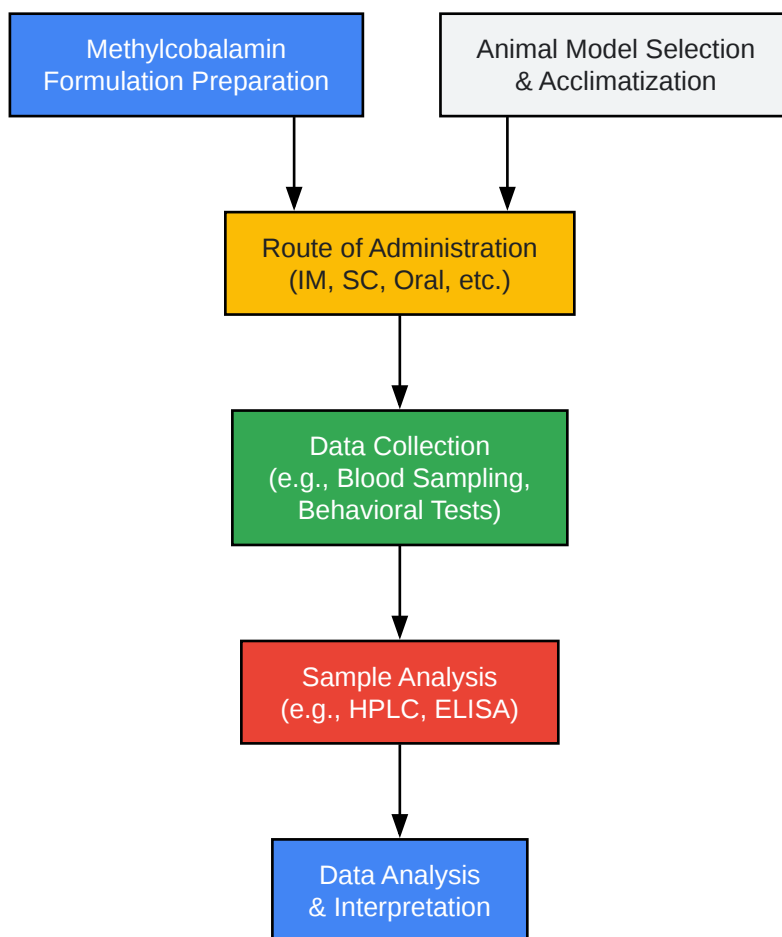 Methylcobalamin
Formulation Preparation
Animal Model Selection
& Acclimatization
Route of Administration
(IM, SC, Oral, etc.)
Data Collection
(e.g., Blood Sampling,
Behavioral Tests)
Sample Analysis
(e.g., HPLC, ELISA)
Data Analysis
& Interpretation